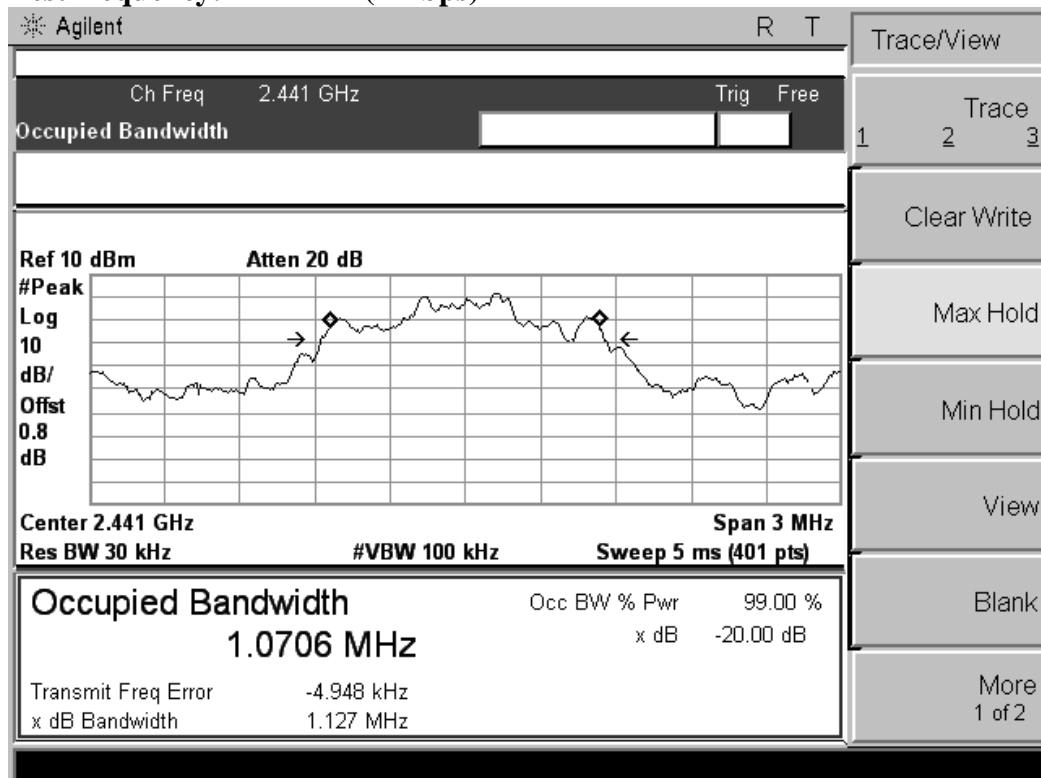 Agilent R T
Trace/View
Ch Freq 2.441 GHz Trig Free
Occupied Bandwidth
Trace
1 2 3
Clear Write
Max Hold
Min Hold
View
Blank
More
1 of 2
Ref 10 dBm Atten 20 dB
#Peak
Log
10
dB/
Offst
0.8
dB
Center 2.441 GHz Span 3 MHz
Res BW 30 kHz #VBW 100 kHz Sweep 5 ms (401 pts)
Occupied Bandwidth
1.0706 MHz
Occ BW % Pwr 99.00 %
x dB -20.00 dB
Transmit Freq Error -4.948 kHz
x dB Bandwidth 1.127 MHz